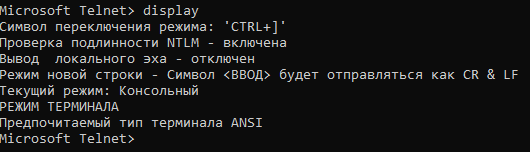 Microsoft Telnet> display
Символ переключения режима: 'CTRL+]'
Проверка подлинности NTLM - включена
Вывод  локального эха - отключен
Режим новой строки - Символ <ВВОД> будет отправляться как CR & LF
Текущий режим: Консольный
РЕЖИМ ТЕРМИНАЛА
Предпочитаемый тип терминала ANSI
Microsoft Telnet>